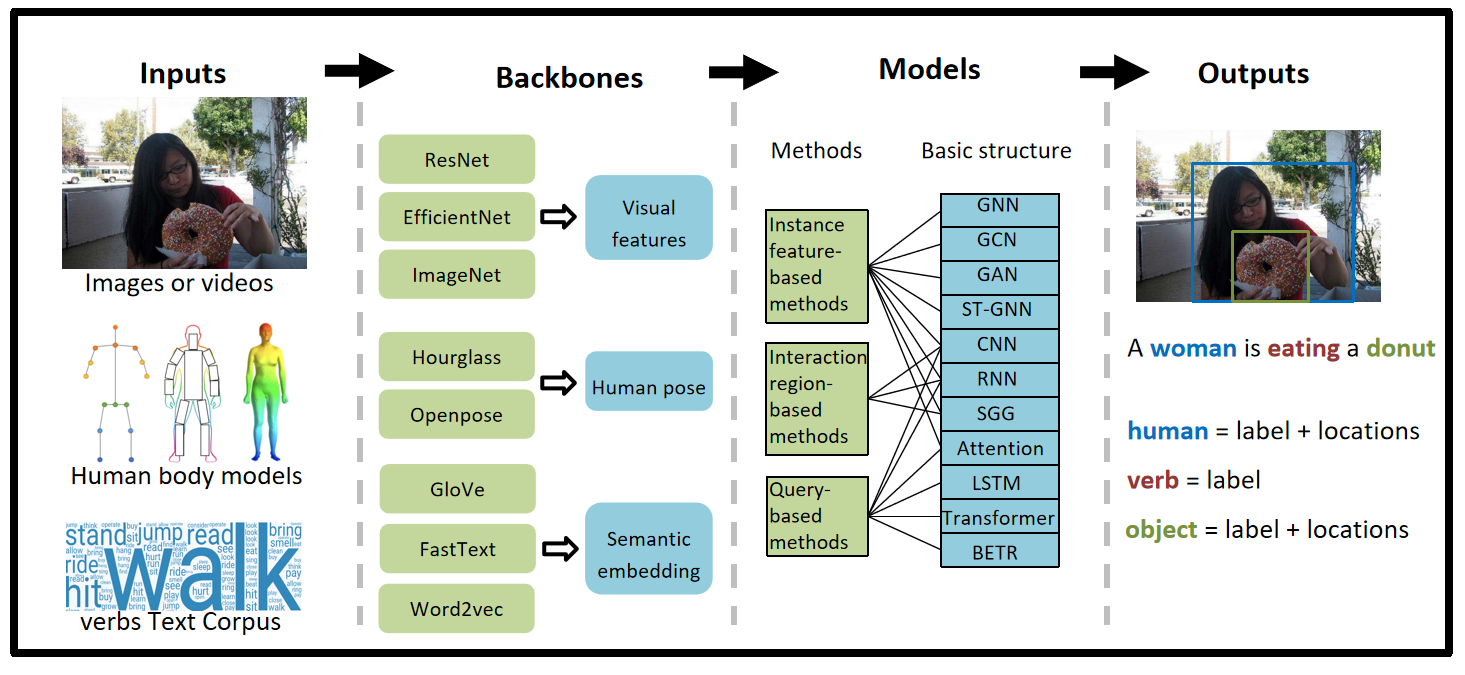 Inputs
Backbones
Models
Outputs
Images or videos
Human body models
stand sit jump read bring
ride
hit
walk
verbs Text Corpus
ResNet
EfficientNet
ImageNet
Visual
features
Hourglass
Openpose
Human pose
GloVe
FastText
Word2vec
Semantic
embedding
Methods
Basic structure
Instance
feature-
based
methods
Interaction
region-
based
methods
Query-
based
methods
GNN
GCN
GAN
ST-GNN
CNN
RNN
SGG
Attention
LSTM
Transformer
BETR
A woman is eating a donut
human = label + locations
verb = label
object = label + locations